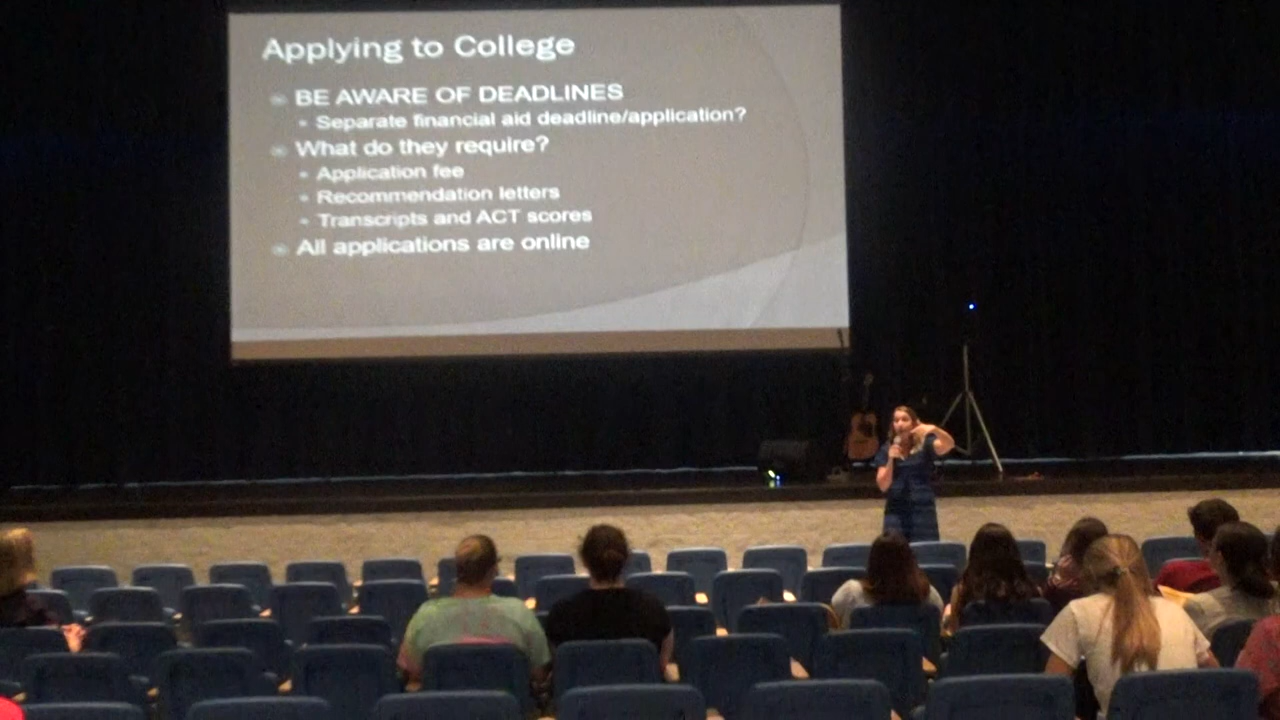 Applying to College
BE AWARE OF DEADLINES
Separate financial aid deadline/application?
What do they require?
Application fee
Recommendation letters
Transcripts and ACT scores
All applications are online